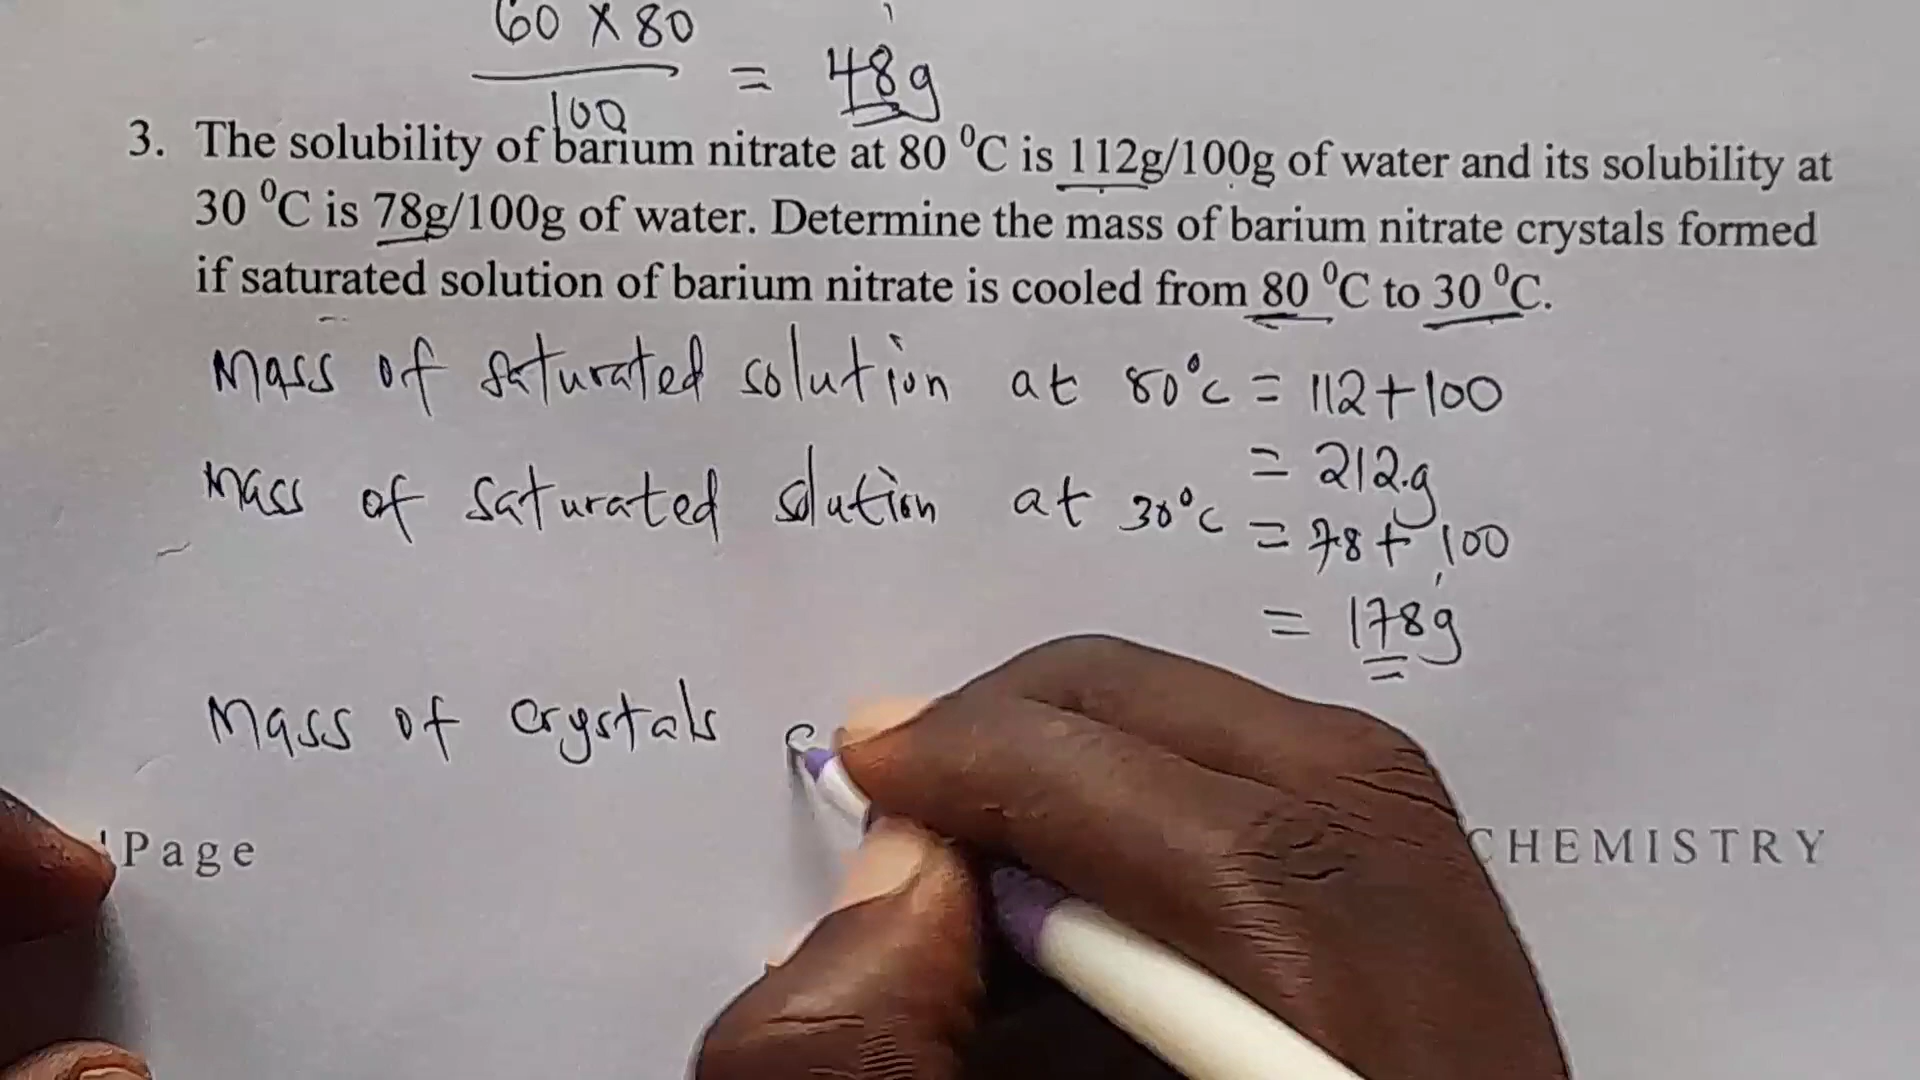 60 X 80
= 48g
100
3. The solubility of barium nitrate at 80 ⁰C is 112g/100g of water and its solubility at
30 ⁰C is 78g/100g of water. Determine the mass of barium nitrate crystals formed
if saturated solution of barium nitrate is cooled from 80 ⁰C to 30 ⁰C.
Mass of saturated solution at 80°C = 112+100
= 212g
Mass of saturated solution at 30°C = 78+100
= 178g
Mass of crystals
Page
CHEMISTRY